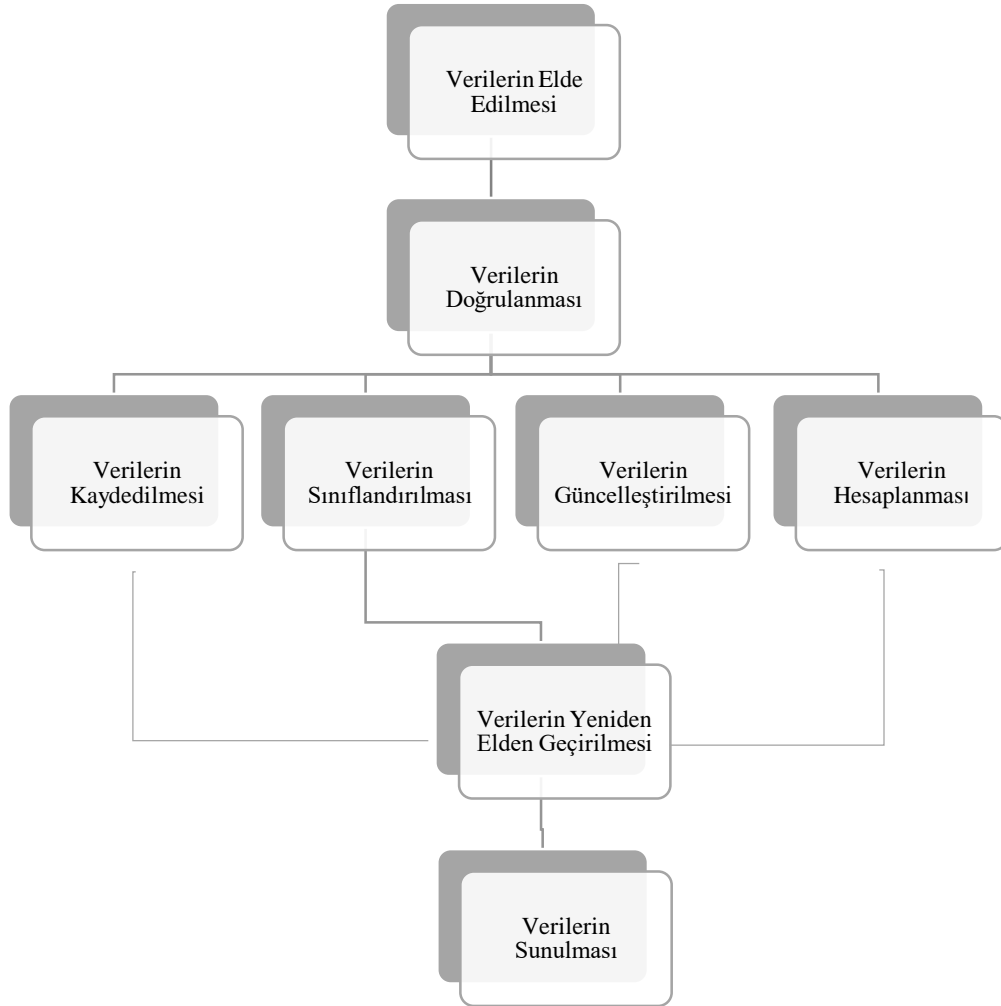 Verilerin Elde
Edilmesi
Verilerin
Doğrulanması
Verilerin
Kaydedilmesi
Verilerin
Sınıflandırılması
Verilerin
Güncelleştirilmesi
Verilerin
Hesaplanması
Verilerin Yeniden
Elden Geçirilmesi
Verilerin
Sunulması